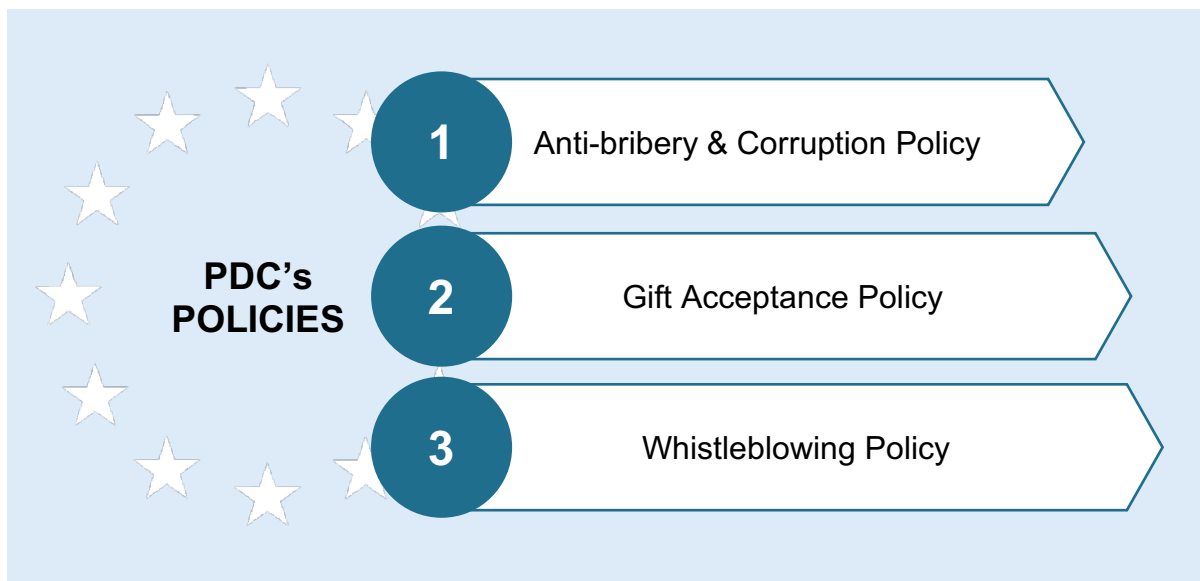 PDC’s
POLICIES
1
Anti-bribery & Corruption Policy
2
Gift Acceptance Policy
3
Whistleblowing Policy